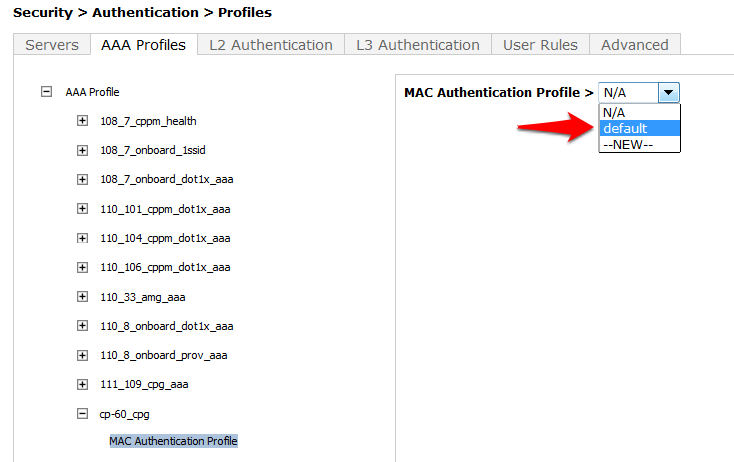 Security > Authentication > Profiles
Servers AAA Profiles L2 Authentication L3 Authentication User Rules Advanced
AAA Profile
108_7_cppm_health
108_7_onboard_1ssid
108_7_onboard_dot1x_aaa
110_101_cppm_dot1x_aaa
110_104_cppm_dot1x_aaa
110_106_cppm_dot1x_aaa
110_33_amg_aaa
110_8_onboard_dot1x_aaa
110_8_onboard_prov_aaa
111_109_cpg_aaa
cp-60_cpg
MAC Authentication Profile
MAC Authentication Profile > N/A
N/A
default
--NEW--